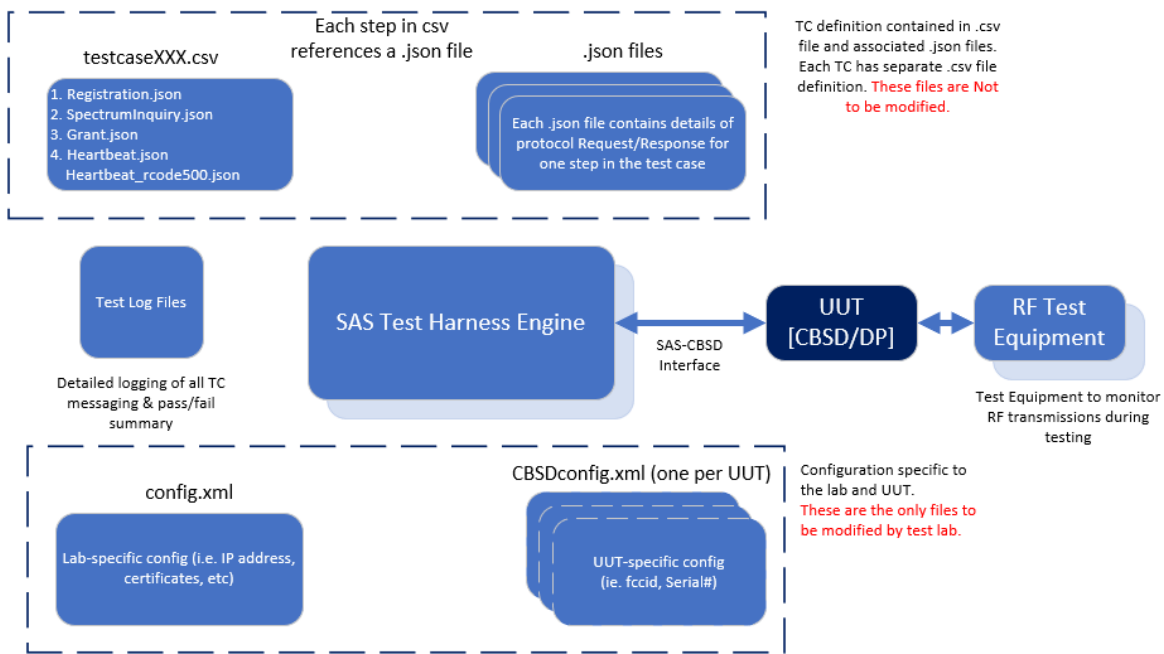 Each step in csv
references a .json file
testcaseXXX.csv
.json files
1. Registration.json
2. SpectrumInquiry.json
3. Grant.json
4. Heartbeat.json
Heartbeat_rcode500.json
Each .json file contains details of
protocol Request/Response for
one step in the test case
TC definition contained in .csv
file and associated .json files.
Each TC has separate .csv file
definition. These files are Not
to be modified.
Test Log Files
Detailed logging of all TC
messaging & pass/fail
summary
SAS Test Harness Engine
SAS-CBSD
Interface
UUT
[CBSD/DP]
RF Test
Equipment
Test Equipment to monitor
RF transmissions during
testing
config.xml
Lab-specific config (i.e. IP address,
certificates, etc)
CBSDconfig.xml (one per UUT)
UUT-specific config
(ie. fccid, Serial#)
Configuration specific to
the lab and UUT.
These are the only files to
be modified by test lab.